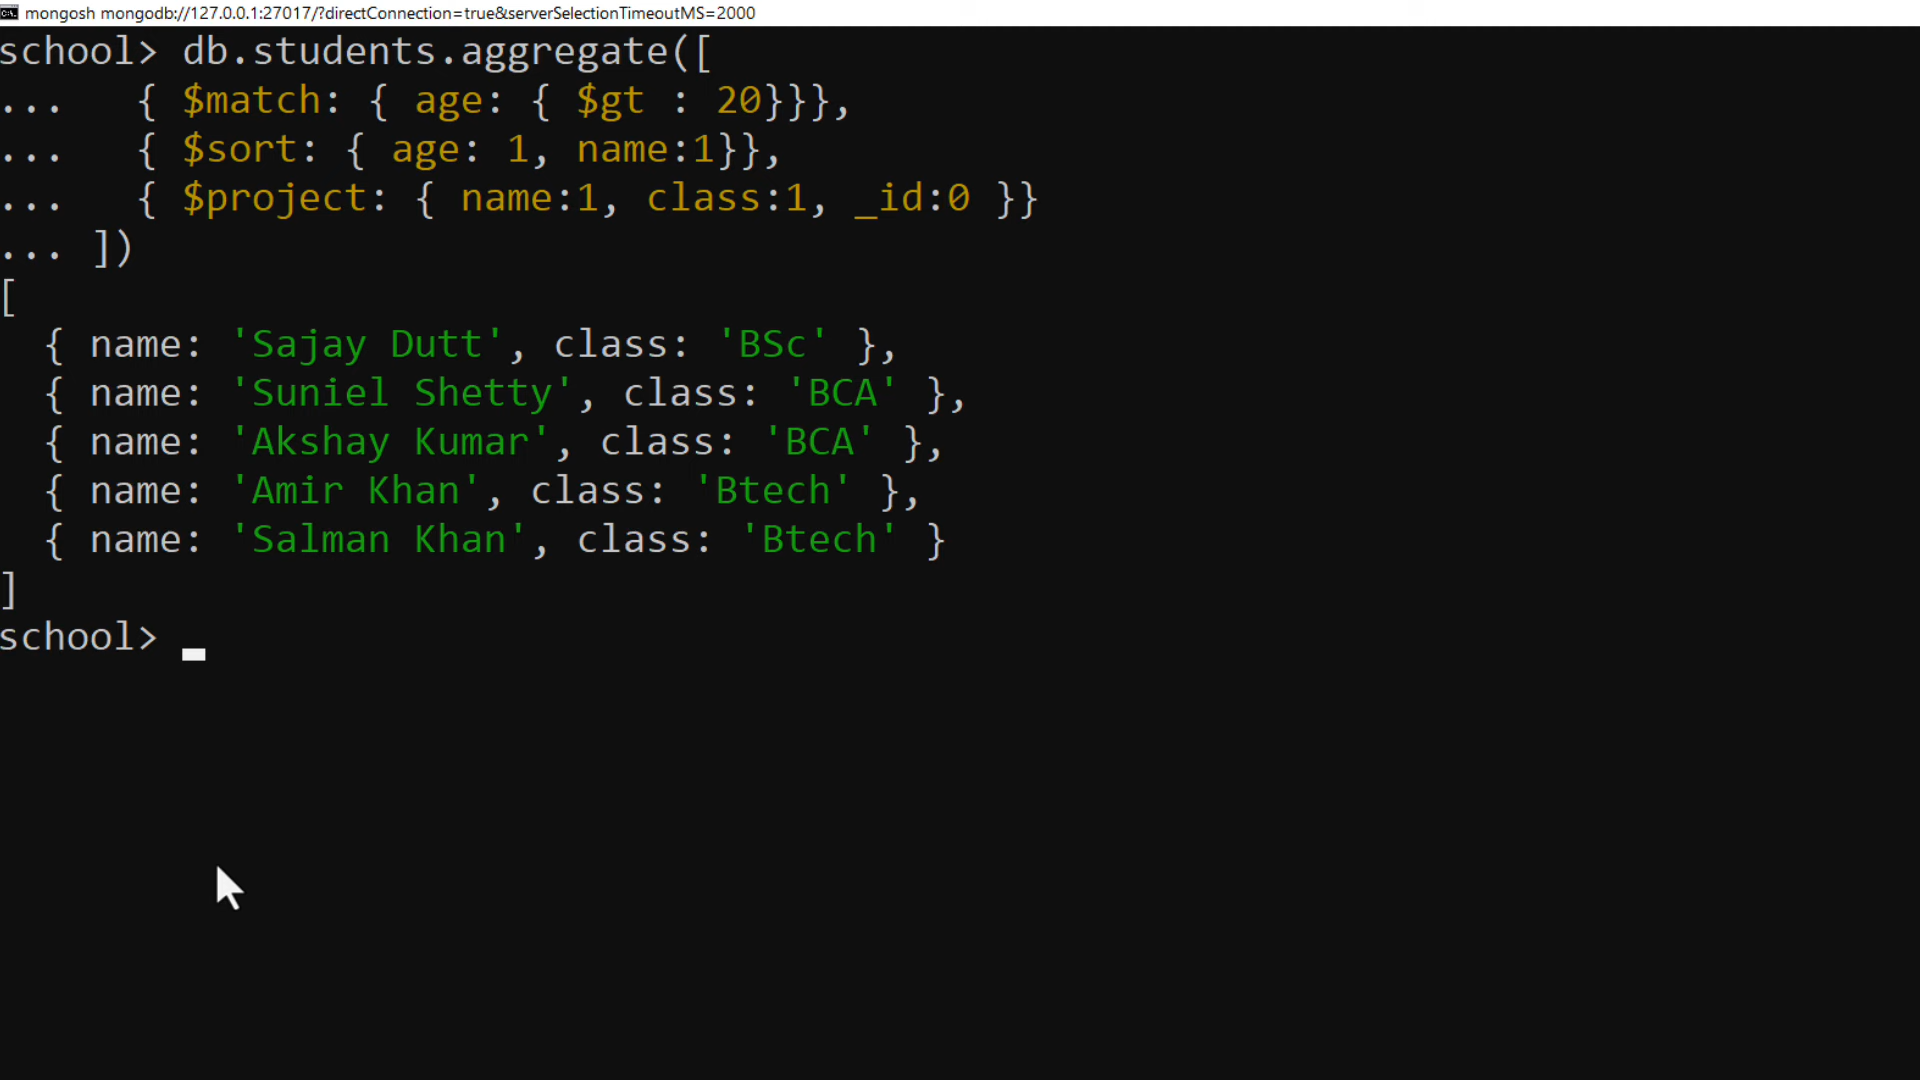 mongosh mongodb://127.0.0.1:27017/?directConnection=true&serverSelectionTimeoutMS=2000
school> db.students.aggregate([
...   { $match: { age: { $gt : 20}}},
...   { $sort: { age: 1, name:1}},
...   { $project: { name:1, class:1, _id:0 }}
... ])
[
  { name: 'Sajay Dutt', class: 'BSc' },
  { name: 'Suniel Shetty', class: 'BCA' },
  { name: 'Akshay Kumar', class: 'BCA' },
  { name: 'Amir Khan', class: 'Btech' },
  { name: 'Salman Khan', class: 'Btech' }
]
school>